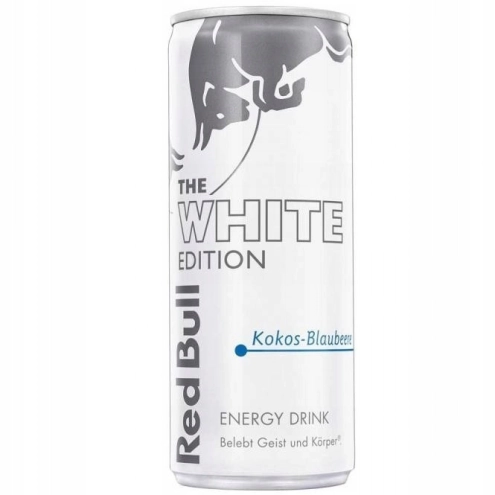 THE
WHITE
EDITION
Red Bull
Kokos-Blaubeere
ENERGY DRINK
Belebt Geist und Körper®.